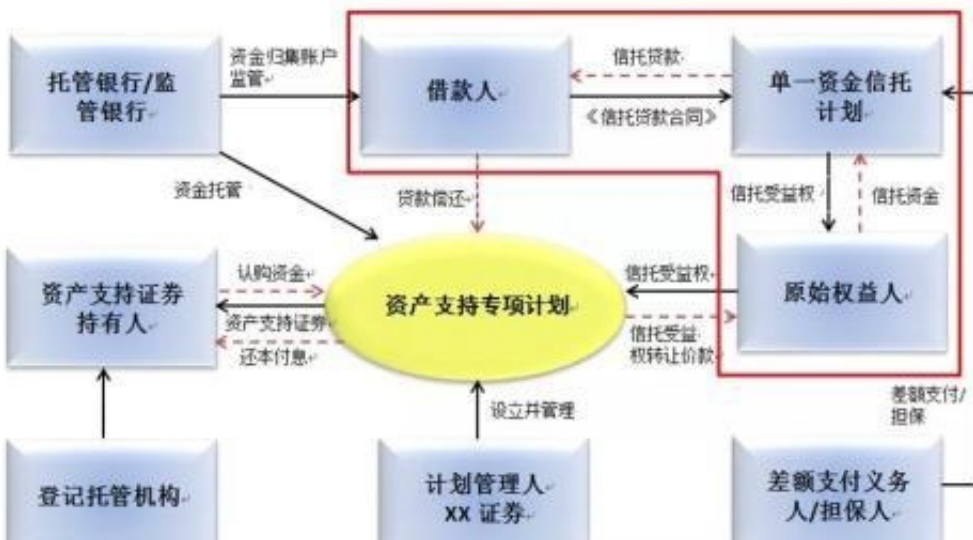 托管银行/监
管银行
资金归集账户
监管
借款人
信托贷款
《信托贷款合同》
单一资金信托
计划
资金托管
贷款偿还
信托受益权
信托资金
资产支持证券
持有人
认购资金
资产支持证券
还本付息
资产支持专项计划
信托受益权
信托受益
权转让价款
原始权益人
设立并管理
差额支付/
担保
登记托管机构
计划管理人
XX 证券
差额支付义务
人/担保人